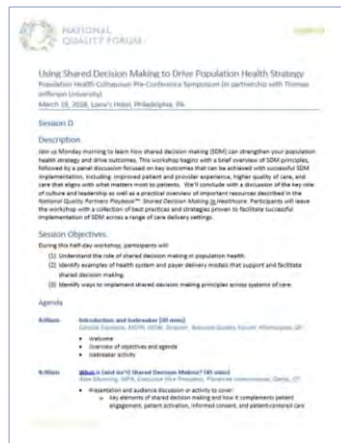 NATIONAL
QUALITY FORUM
Using Shared Decision Making to Drive Population Health Strategy
Population Health Colloquium Pre-Conference Symposium (in partnership with Thomas
Jefferson University)
March 19, 2018, Loew's Hotel, Philadelphia, PA
Session D
Description
Join us Monday morning to learn how shared decision making (SDM) can strengthen your population
health strategy and drive outcomes. This workshop begins with a brief overview of SDM principles,
followed by a panel discussion focused on key outcomes that can be achieved with successful SDM
implementation, including: improved patient and provider experience, higher quality of care, and
care that aligns with what matters most to patients. We'll conclude with a discussion of the key role
of culture and leadership as well as a practical overview of important resources described in the
National Quality Partners Playbook™: Shared Decision Making in Healthcare. Participants will leave
the workshop with a collection of best practices and strategies proven to facilitate successful
implementation of SDM across a range of care delivery settings.
Session Objectives
During this half-day workshop, participants will:
(1) Understand the role of shared decision making in population health.
(2) Identify examples of health system and payer delivery models that support and facilitate
shared decision making.
(3) Identify ways to implement shared decision making principles across systems of care.
Agenda
Introduction and Icebreaker
Director, National Quality Forum, Washington, DC
• Welcome
• Overview of objectives and agenda
• Icebreaker activity
What is (and isn't) Shared Decision Making? (45 mins)
Executive Vice President,
• Presentation and audience discussion or activity to cover:
o Key elements of shared decision making and how it complements patient
engagement, patient activation, informed consent, and patient-centered care